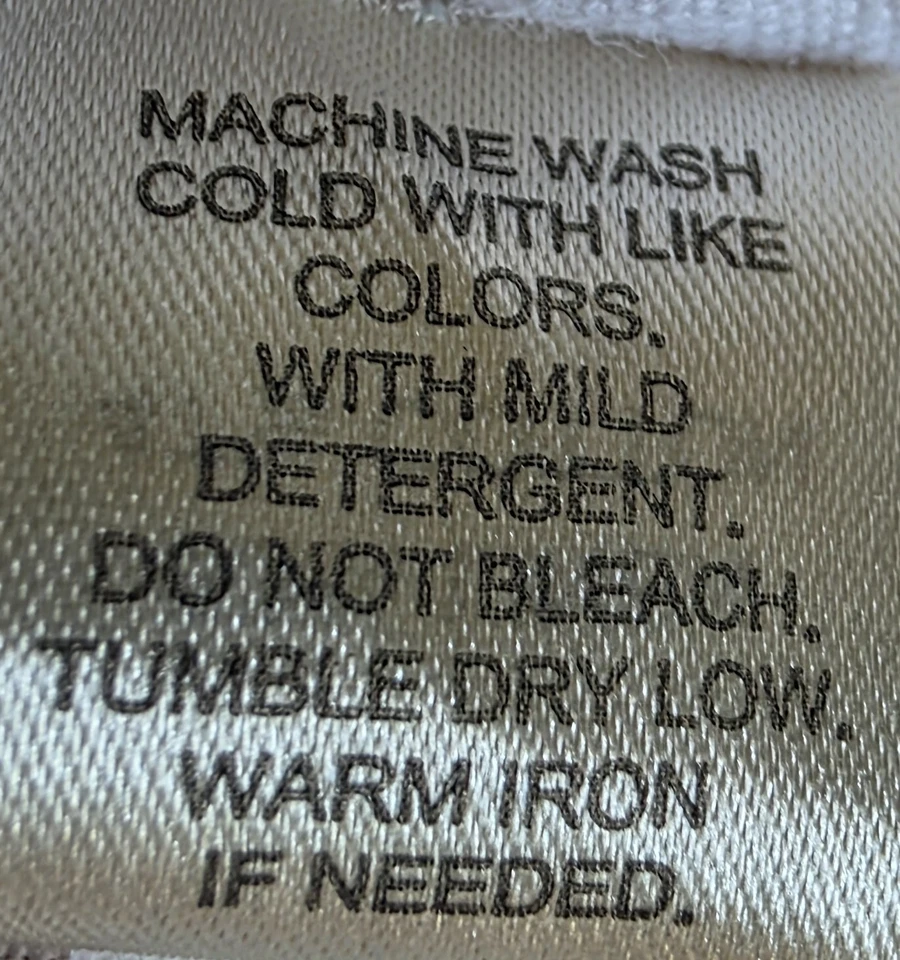 MACHINE WASH
COLD WITH LIKE
COLORS.
WITH MILD
DETERGENT.
DO NOT BLEACH.
TUMBLE DRY LOW.
WARM IRON
IF NEEDED.